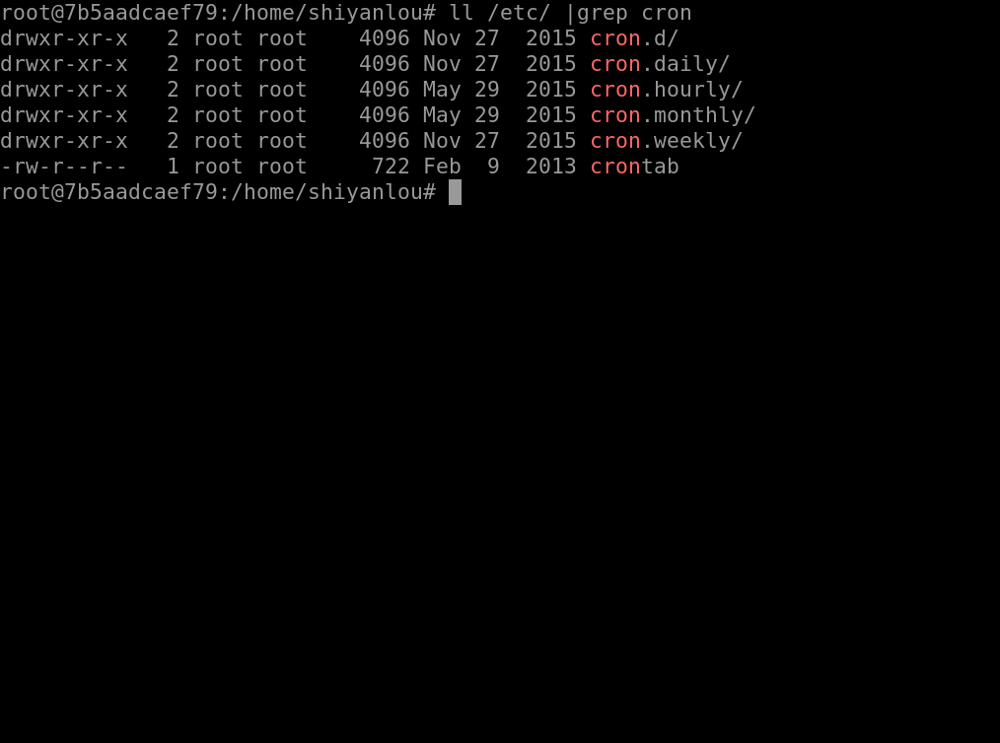 root@7b5aadcaef79:/home/shiyanlou# ll /etc/ |grep cron
drwxr-xr-x   2 root root    4096 Nov 27  2015 cron.d/
drwxr-xr-x   2 root root    4096 Nov 27  2015 cron.daily/
drwxr-xr-x   2 root root    4096 May 29  2015 cron.hourly/
drwxr-xr-x   2 root root    4096 May 29  2015 cron.monthly/
drwxr-xr-x   2 root root    4096 Nov 27  2015 cron.weekly/
-rw-r--r--   1 root root     722 Feb  9  2013 crontab
root@7b5aadcaef79:/home/shiyanlou#